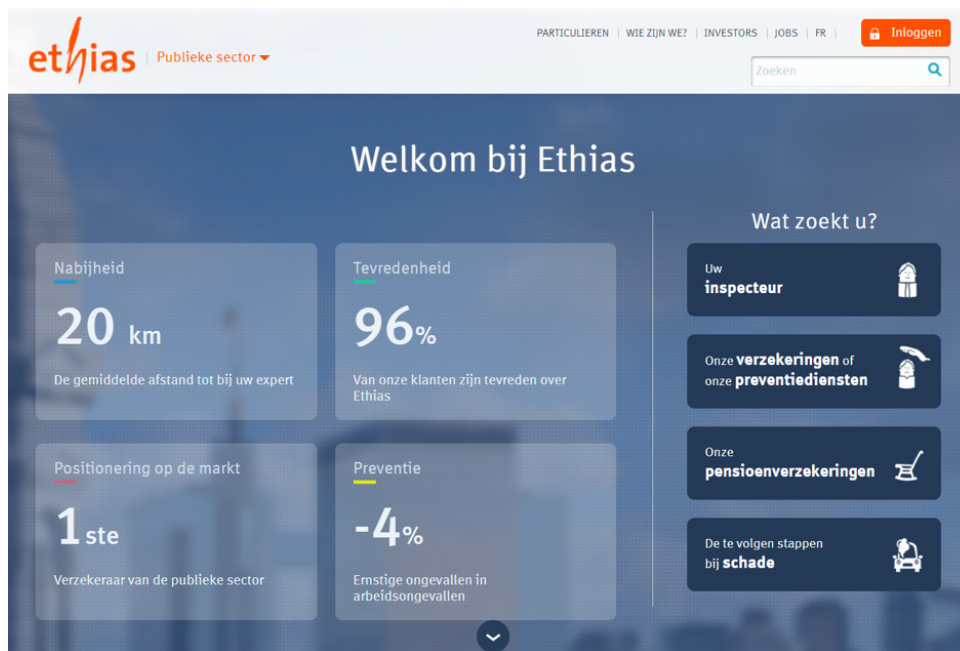 PARTICULIEREN | WIE ZIJN WE? | INVESTORS | JOBS | FR |
Inloggen
ethias
Publieke sector
Zoeken
Welkom bij Ethias
Nabijheid
20 km
De gemiddelde afstand tot bij uw expert
Tevredenheid
96%
Van onze klanten zijn tevreden over
Ethias
Positionering op de markt
1 ste
Verzekeraar van de publieke sector
Preventie
-4%
Ernstige ongevallen in
arbeidsongevallen
Wat zoekt u?
Uw
inspecteur
Onze verzekeringen of
onze preventiediensten
Onze
pensioenverzekeringen
De te volgen stappen
bij schade